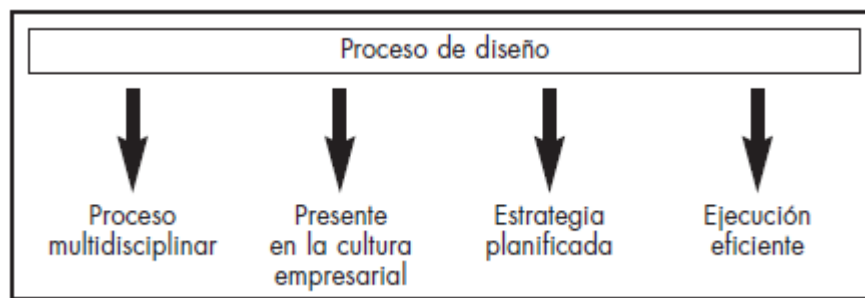 Proceso de diseño
Proceso
multidisciplinar
Presente
en la cultura
empresarial
Estrategia
planificada
Ejecución
eficiente